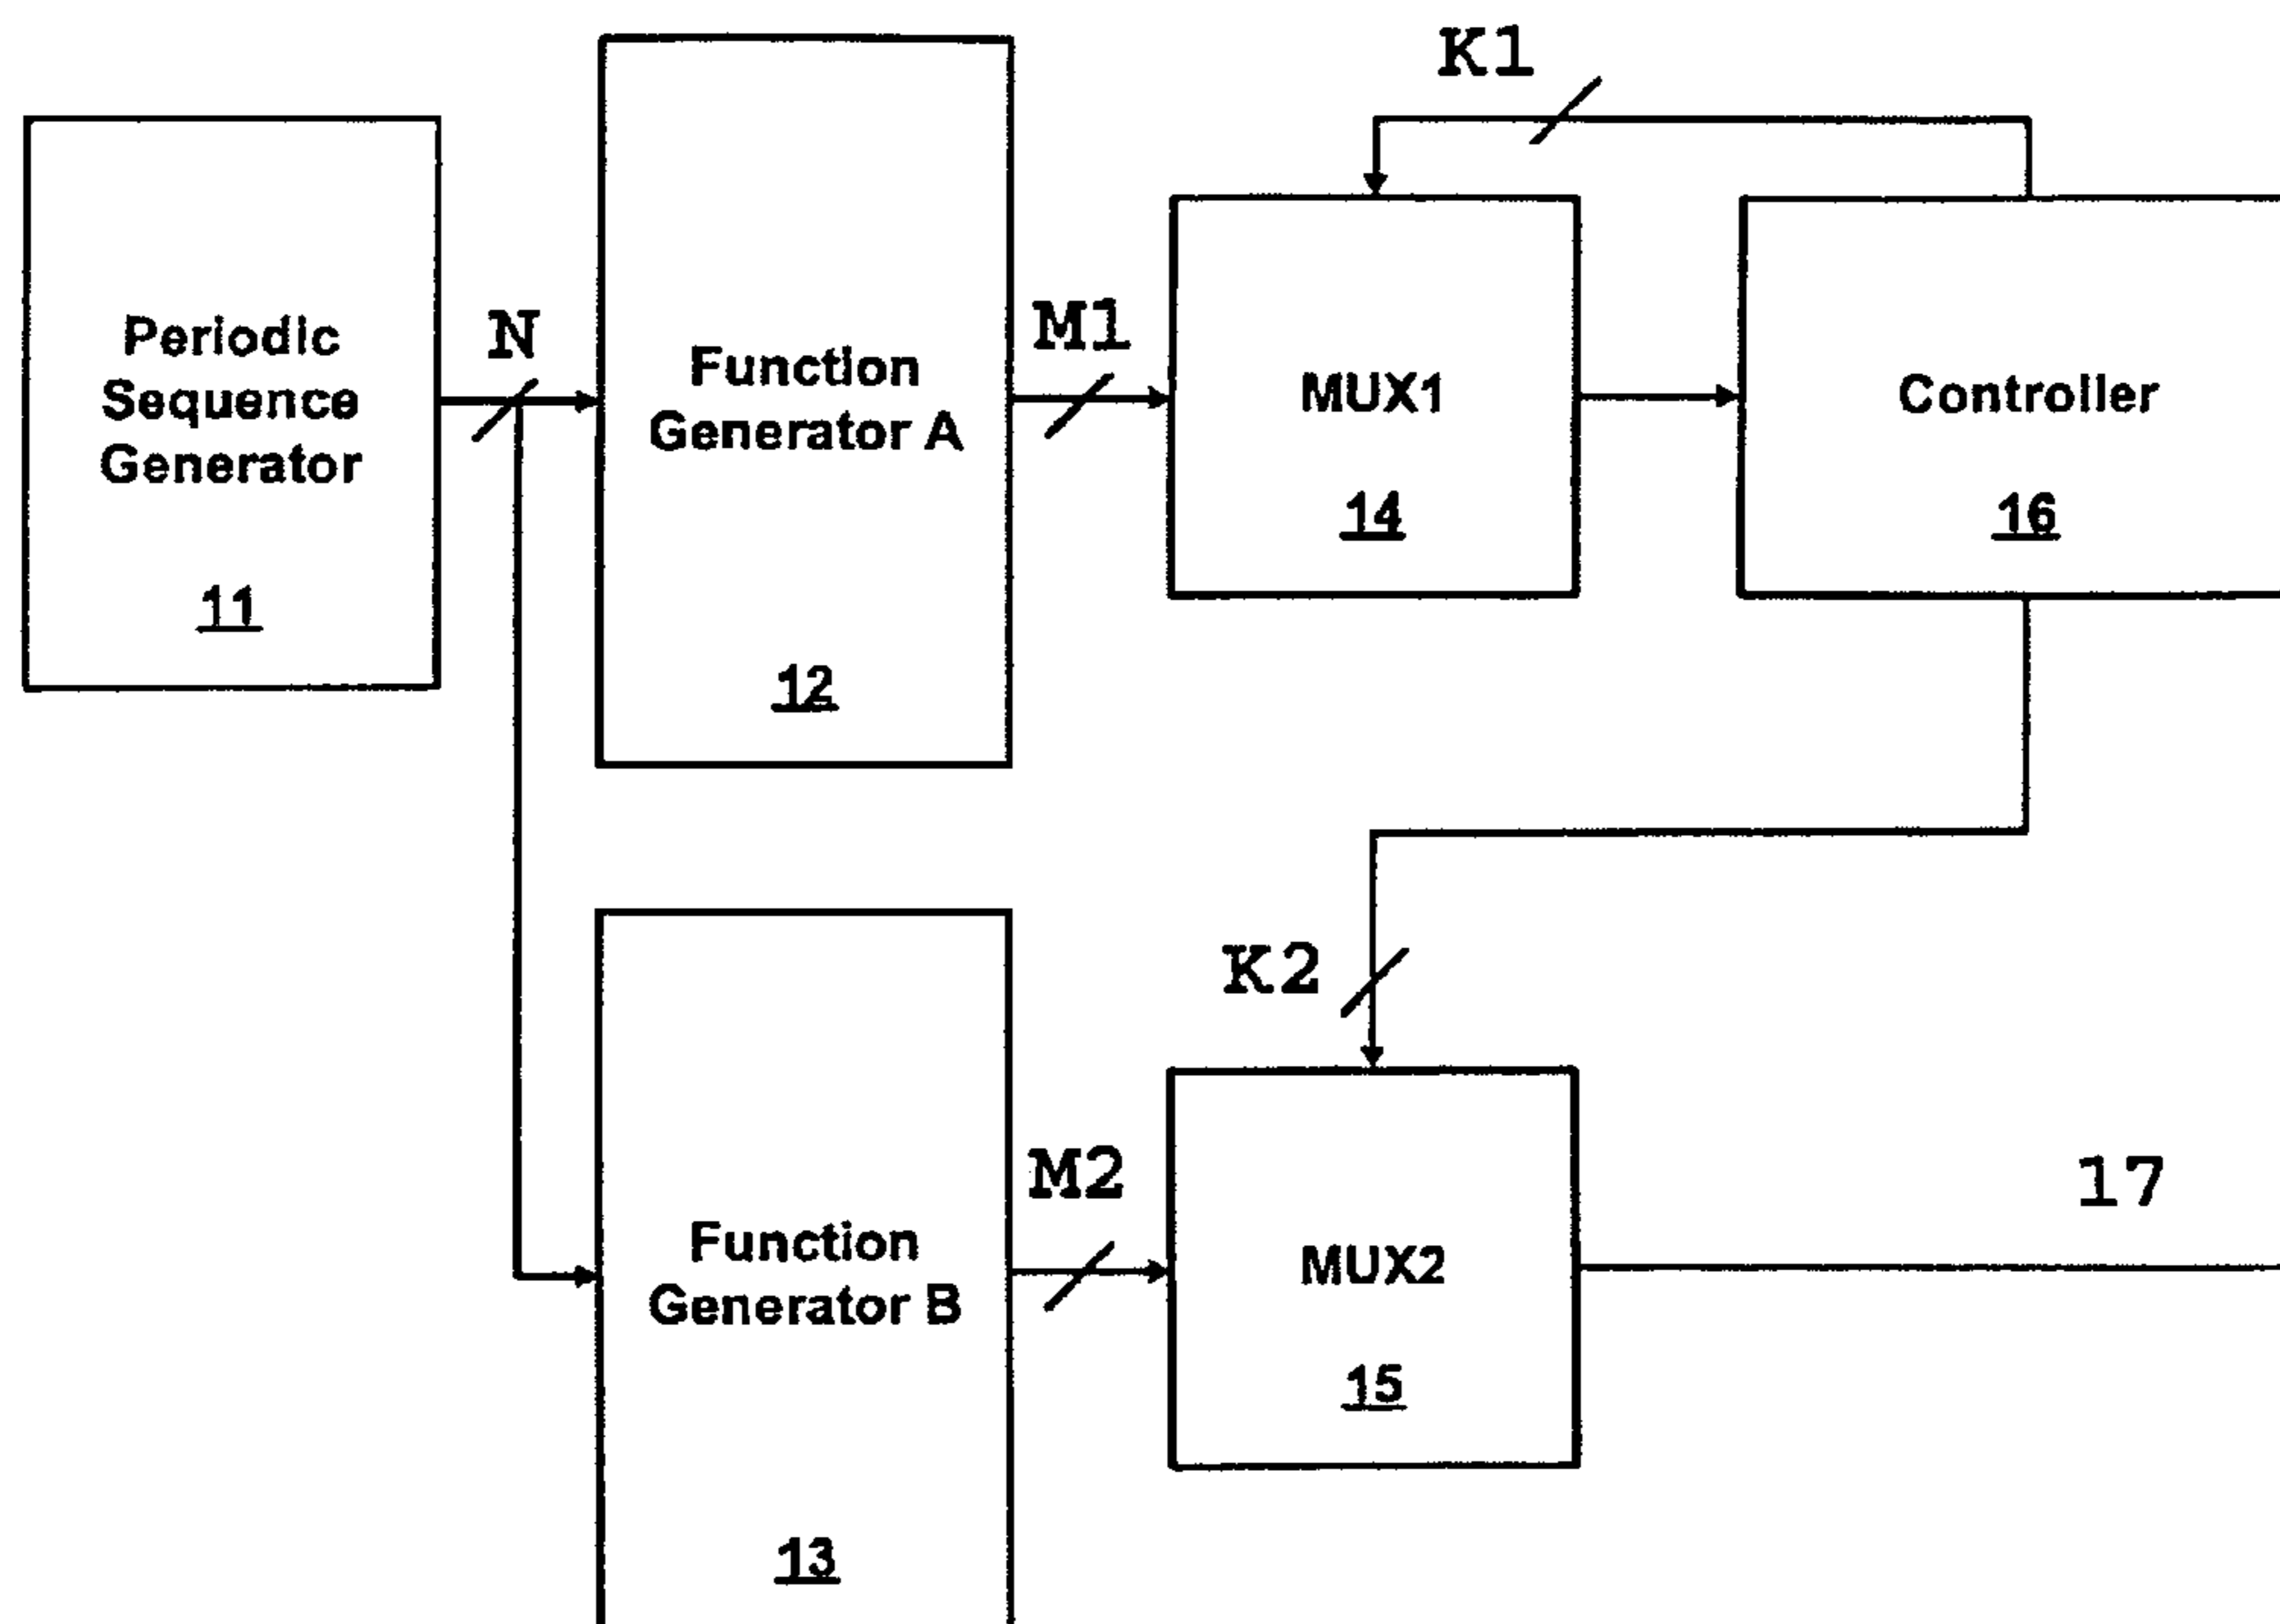 K1
Periodic
Sequence
Generator
11
N
Function
Generator A
12
M1
MUX1
14
Controller
16
K2
Function
Generator B
13
M2
MUX2
15
17